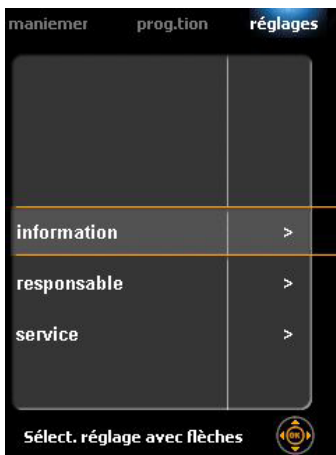 maniemer prog.tion réglages
information >
responsable >
service >
Sélect. réglage avec flèches OK